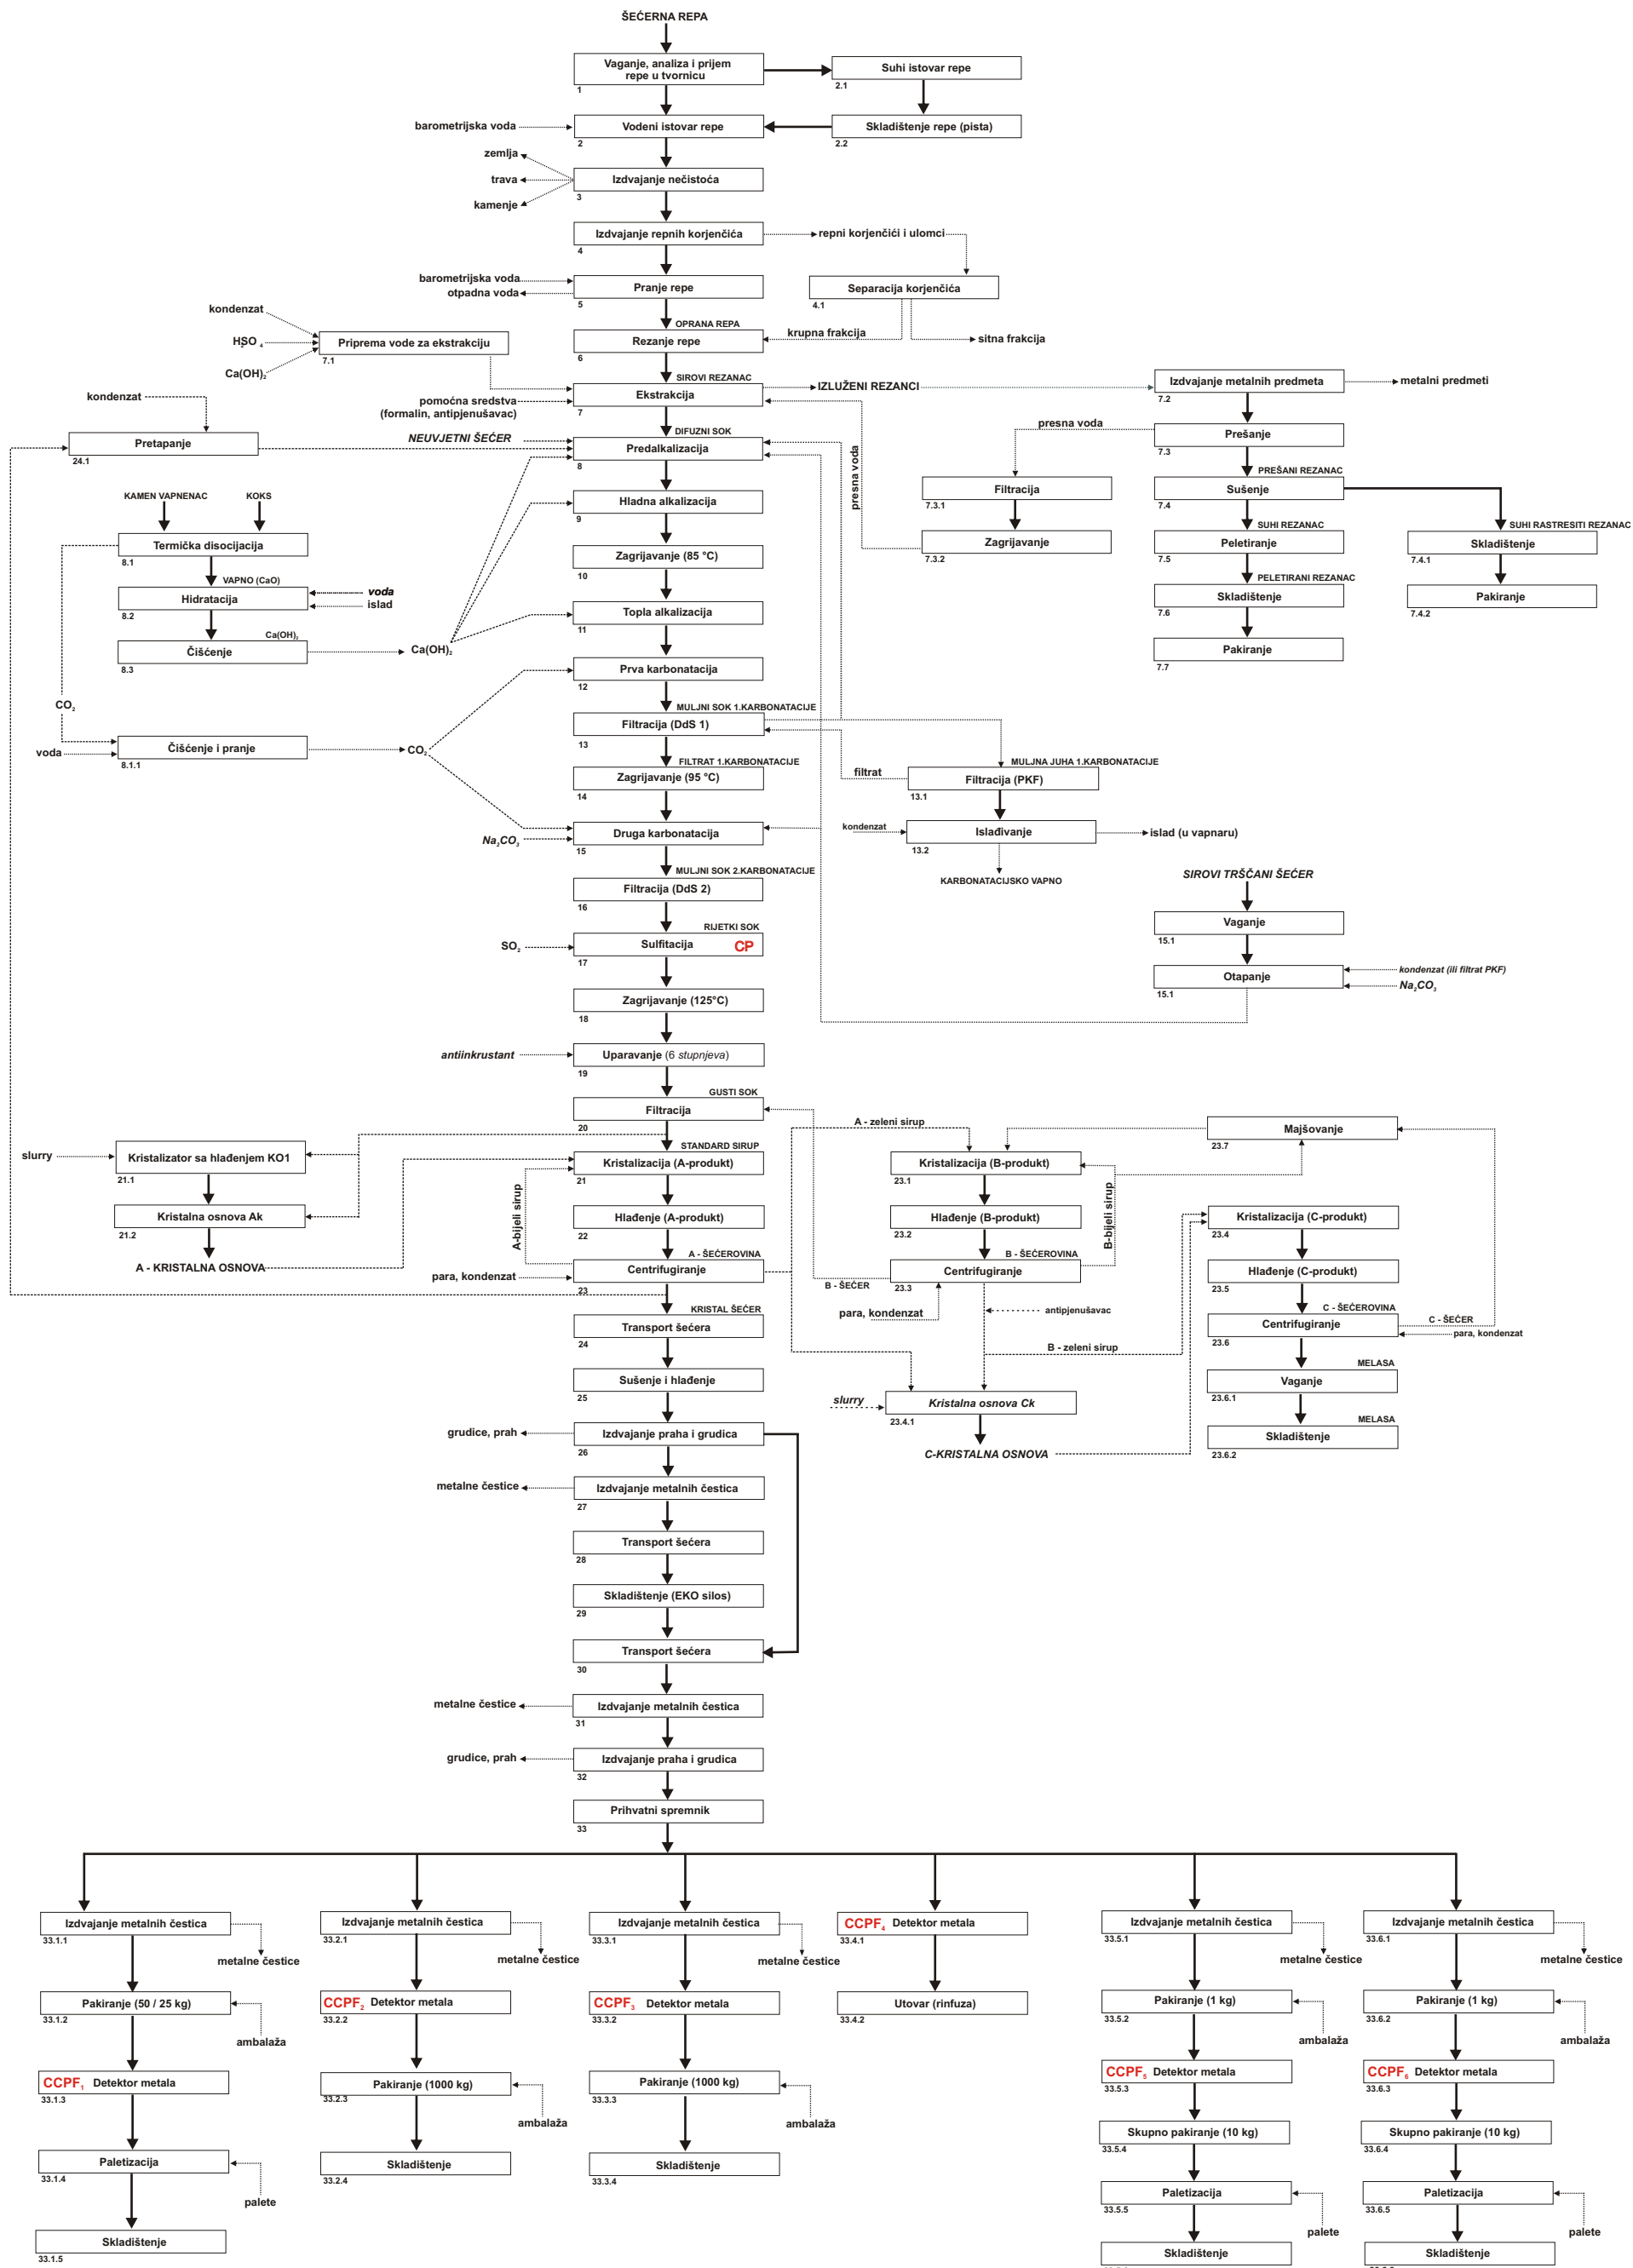 ŠEĆERNA REPA
Vaganje, analiza i prijem
repe u tvornicu
1
Suhi istovar repe
2.1
barometrijska voda
Vodeni istovar repe
2
Skladištenje repe (pista)
2.2
zemlja
trava
kamenje
Izdvajanje nečistoća
3
Izdvajanje repnih korjenčića
4
repni korjenčići i ulomci
barometrijska voda
otpadna voda
Pranje repe
5
Separacija korjenčića
4.1
OPRANA REPA
krupna frakcija
sitna frakcija
Rezanje repe
6
kondenzat
H₂SO₄
Ca(OH)₂
Priprema vode za ekstrakciju
7.1
SIROVI REZANAC
Ekstrakcija
7
pomoćna sredstva
(formalin, antipjenušavac)
IZLUŽENI REZANCI
Izdvajanje metalnih predmeta
7.2
metalni predmeti
presna voda
Prešanje
7.3
kondenzat
Pretapanje
24.1
NEUVJETNI ŠEĆER
DIFUZNI SOK
Predalkalizacija
8
presna voda
PREŠANI REZANAC
Filtracija
7.3.1
Sušenje
7.4
KAMEN VAPNENAC
KOKS
Hladna alkalizacija
9
SUHI REZANAC
SUHI RASTRESITI REZANAC
Termička disocijacija
8.1
Zagrijavanje (85 °C)
10
Zagrijavanje
7.3.2
Peletiranje
7.5
Skladištenje
7.4.1
VAPNO (CaO)
Hidratacija
8.2
voda
islad
PELETIRANI REZANAC
Skladištenje
7.6
Pakiranje
7.4.2
Topla alkalizacija
11
Ca(OH)₂
Čišćenje
8.3
Ca(OH)₂
Pakiranje
7.7
Prva karbonatacija
12
CO₂
MULJNI SOK 1.KARBONATACIJE
Filtracija (DdS 1)
13
voda
Čišćenje i pranje
8.1.1
CO₂
FILTRAT 1.KARBONATACIJE
Zagrijavanje (95 °C)
14
filtrat
MULJNA JUHA 1.KARBONATACIJE
Filtracija (PKF)
13.1
Na₂CO₃
Druga karbonatacija
15
kondenzat
Islađivanje
13.2
islad (u vapnaru)
KARBONATACIJSKO VAPNO
MULJNI SOK 2.KARBONATACIJE
Filtracija (DdS 2)
16
SIROVI TRŠČANI ŠEĆER
Vaganje
15.1
RIJETKI SOK
SO₂
Sulfitacija CP
17
Otapanje
15.1
kondenzat (ili filtrat PKF)
Na₂CO₃
Zagrijavanje (125°C)
18
antiinkrustant
Uparavanje (6 stupnjeva)
19
GUSTI SOK
Filtracija
20
A - zeleni sirup
Majšovanje
23.7
slurry
Kristalizator sa hlađenjem KO1
21.1
STANDARD SIRUP
Kristalizacija (A-produkt)
21
Kristalizacija (B-produkt)
23.1
A-bijeli sirup
B-bijeli sirup
Kristalna osnova Ak
21.2
Hlađenje (A-produkt)
22
Hlađenje (B-produkt)
23.2
Kristalizacija (C-produkt)
23.4
A - KRISTALNA OSNOVA
A - ŠEĆEROVINA
para, kondenzat
Centrifugiranje
23
B - ŠEĆEROVINA
Centrifugiranje
23.3
B - ŠEĆER
Hlađenje (C-produkt)
23.5
para, kondenzat
antipjenušavac
KRISTAL ŠEĆER
Transport šećera
24
C - ŠEĆEROVINA
Centrifugiranje
23.6
C - ŠEĆER
para, kondenzat
B - zeleni sirup
Sušenje i hlađenje
25
MELASA
Vaganje
23.6.1
slurry
Kristalna osnova Ck
23.4.1
MELASA
Skladištenje
23.6.2
C-KRISTALNA OSNOVA
grudice, prah
Izdvajanje praha i grudica
26
metalne čestice
Izdvajanje metalnih čestica
27
Transport šećera
28
Skladištenje (EKO silos)
29
Transport šećera
30
metalne čestice
Izdvajanje metalnih čestica
31
grudice, prah
Izdvajanje praha i grudica
32
Prihvatni spremnik
33
Izdvajanje metalnih čestica
33.1.1
metalne čestice
Pakiranje (50 / 25 kg)
33.1.2
ambalaža
CCPF₁ Detektor metala
33.1.3
Paletizacija
33.1.4
palete
Skladištenje
33.1.5
Izdvajanje metalnih čestica
33.2.1
metalne čestice
CCPF₂ Detektor metala
33.2.2
Pakiranje (1000 kg)
33.2.3
ambalaža
Skladištenje
33.2.4
Izdvajanje metalnih čestica
33.3.1
metalne čestice
CCPF₃ Detektor metala
33.3.2
Pakiranje (1000 kg)
33.3.3
ambalaža
Skladištenje
33.3.4
CCPF₄ Detektor metala
33.4.1
Utovar (rinfuza)
33.4.2
Izdvajanje metalnih čestica
33.5.1
metalne čestice
Pakiranje (1 kg)
33.5.2
ambalaža
CCPF₅ Detektor metala
33.5.3
Skupno pakiranje (10 kg)
33.5.4
Paletizacija
33.5.5
palete
Skladištenje
Izdvajanje metalnih čestica
33.6.1
metalne čestice
Pakiranje (1 kg)
33.6.2
ambalaža
CCPF₆ Detektor metala
33.6.3
Skupno pakiranje (10 kg)
33.6.4
Paletizacija
33.6.5
palete
Skladištenje